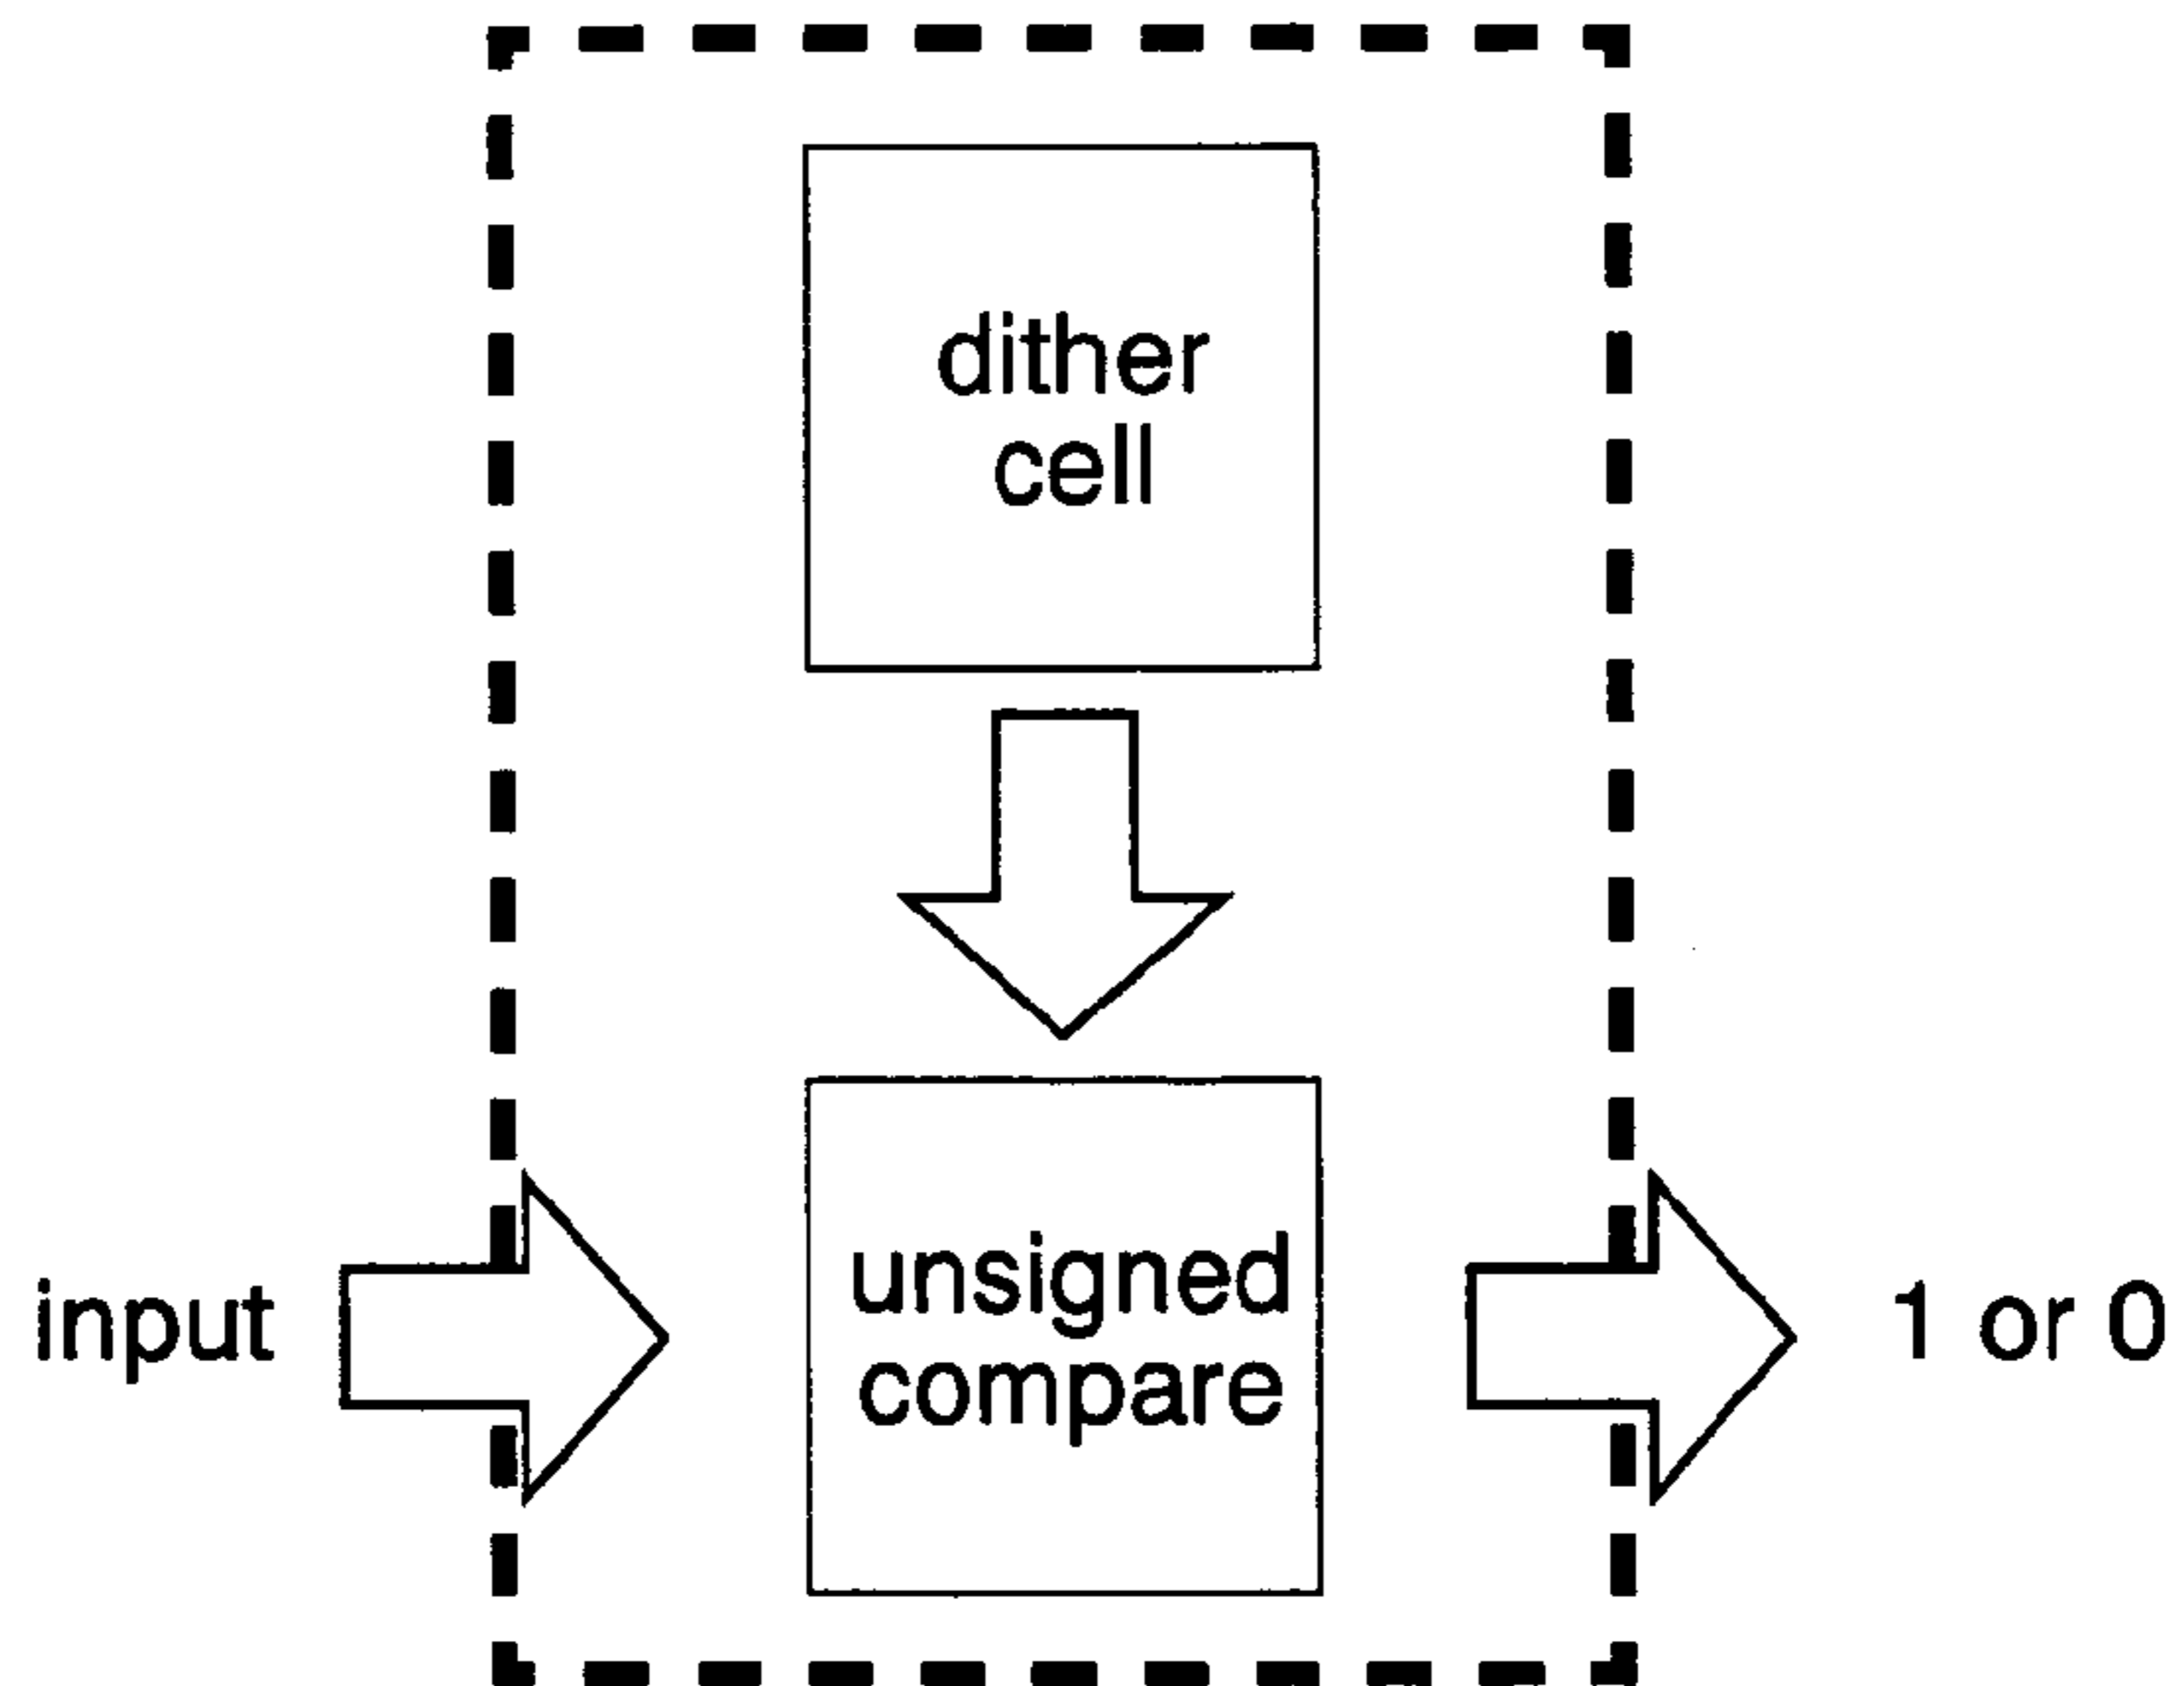 dither
cell
input
unsigned
compare
1 or 0